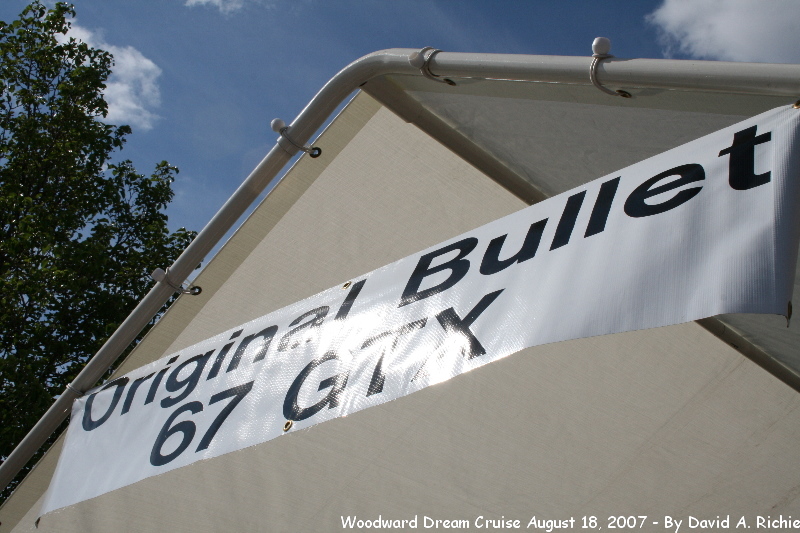 Original Bullet
67 GTX
Woodward Dream Cruise August 18, 2007 - By David A. Richie